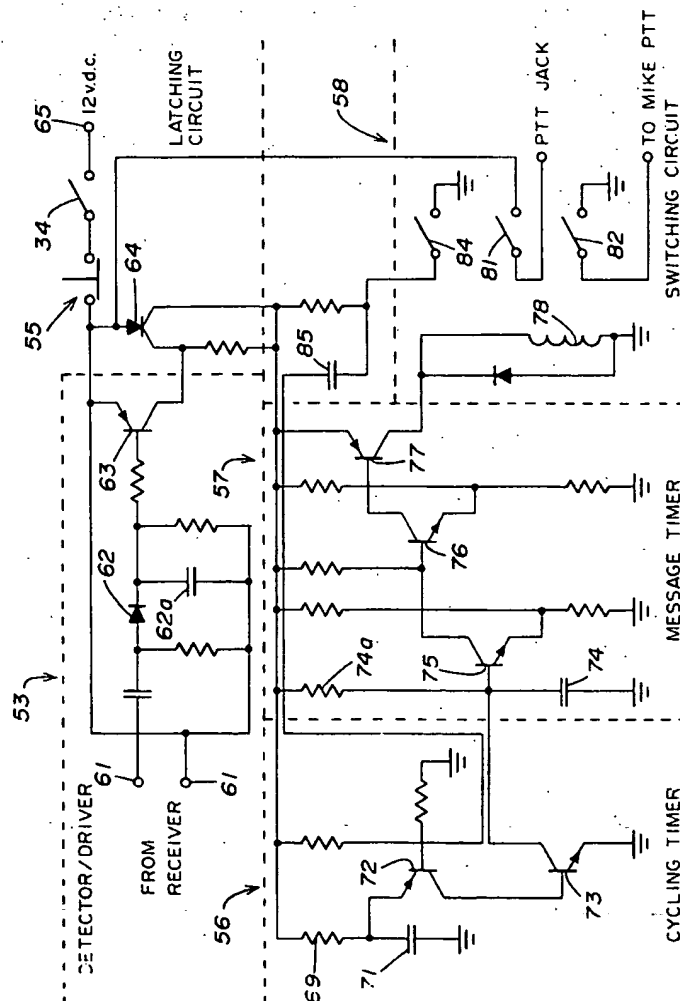 12v.d.c.
65
34
55
64
LATCHING
CIRCUIT
53
DETECTOR/DRIVER
61
FROM
RECEIVER
61
62
62a
63
56
57
58
85
84
81
PTT JACK
82
TO MIKE PTT
78
SWITCHING CIRCUIT
69
71
72
73
CYCLING TIMER
74a
74
75
76
77
MESSAGE TIMER